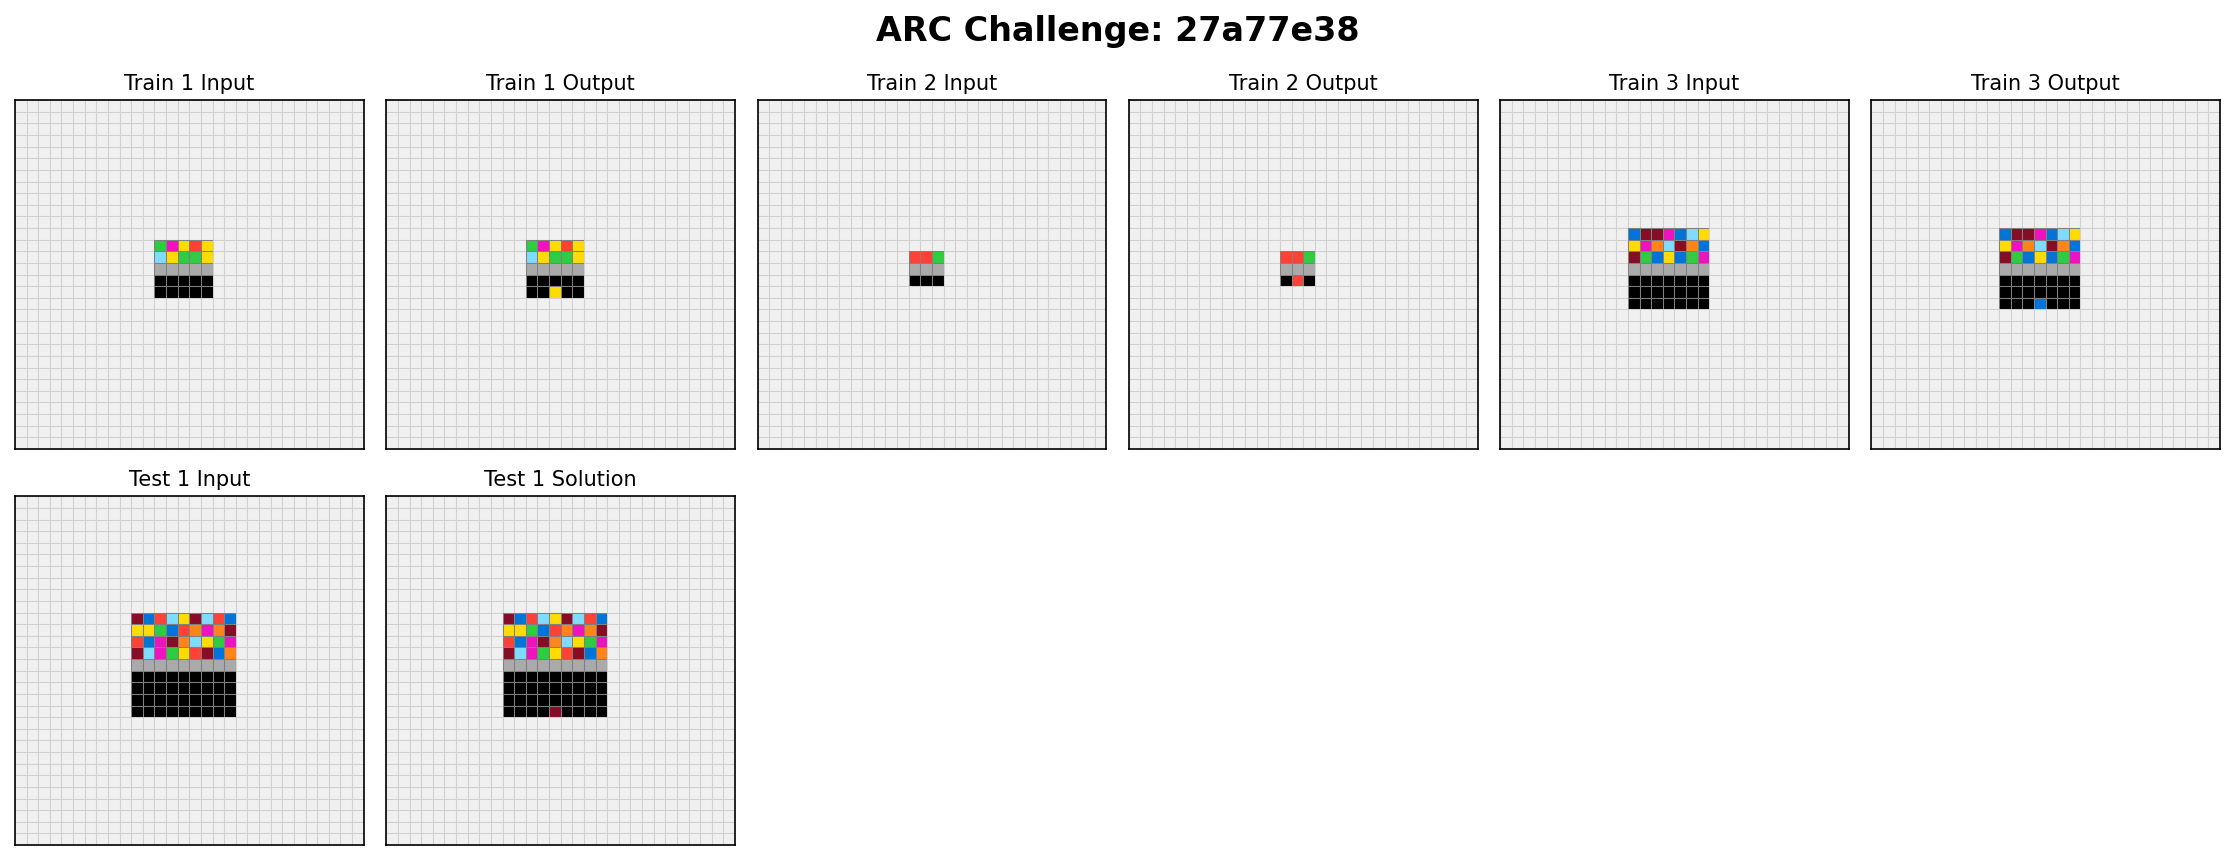 ARC Challenge: 27a77e38
Train 1 Input
Train 1 Output
Train 2 Input
Train 2 Output
Train 3 Input
Train 3 Output
Test 1 Input
Test 1 Solution